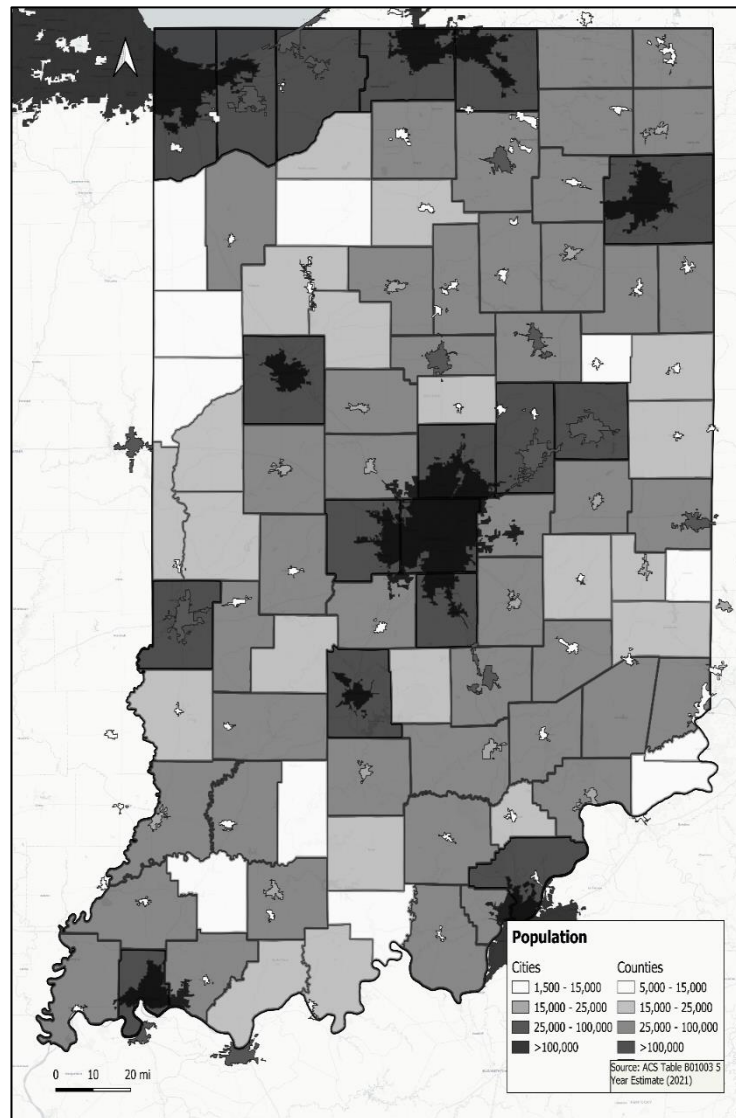 Population
Cities
1,500 - 15,000
15,000 - 25,000
25,000 - 100,000
>100,000
Counties
5,000 - 15,000
15,000 - 25,000
25,000 - 100,000
>100,000
Source: ACS Table B01003 5
Year Estimate (2021)
0 10 20 mi